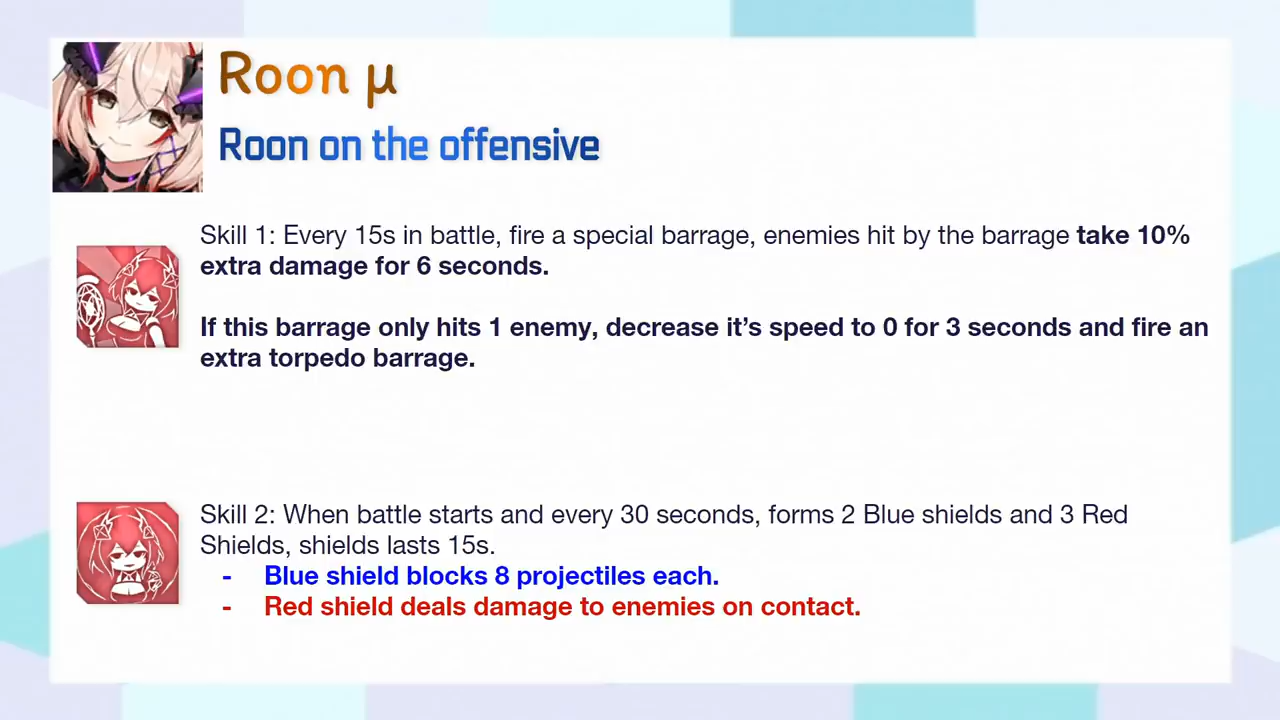 Roon μ
Roon on the offensive
Skill 1: Every 15s in battle, fire a special barrage, enemies hit by the barrage take 10%
extra damage for 6 seconds.
If this barrage only hits 1 enemy, decrease it’s speed to 0 for 3 seconds and fire an
extra torpedo barrage.
Skill 2: When battle starts and every 30 seconds, forms 2 Blue shields and 3 Red
Shields, shields lasts 15s.
- Blue shield blocks 8 projectiles each.
- Red shield deals damage to enemies on contact.